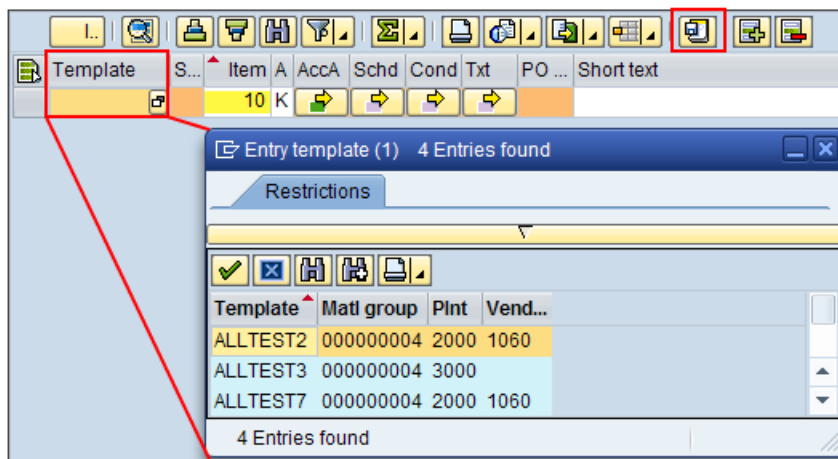 I..
Template S... Item A AccA Schd Cond Txt PO ... Short text
10 K
Entry template (1) 4 Entries found
Restrictions
Template Matl group Plnt Vend...
ALLTEST2 000000004 2000 1060
ALLTEST3 000000004 3000
ALLTEST7 000000004 2000 1060
4 Entries found